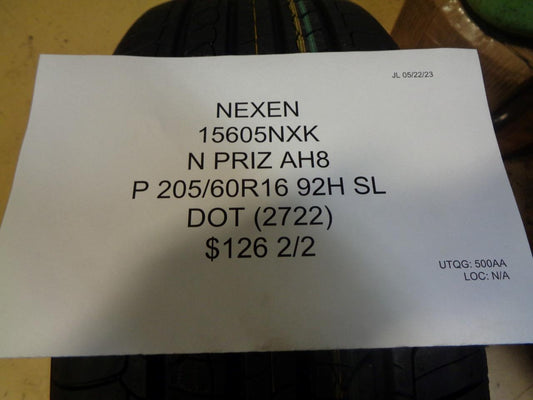 JL 05/22/23
NEXEN
15605NXK
N PRIZ AH8
P 205/60R16 92H SL
DOT (2722)
$126 2/2
UTQG: 500AA
LOC: N/A